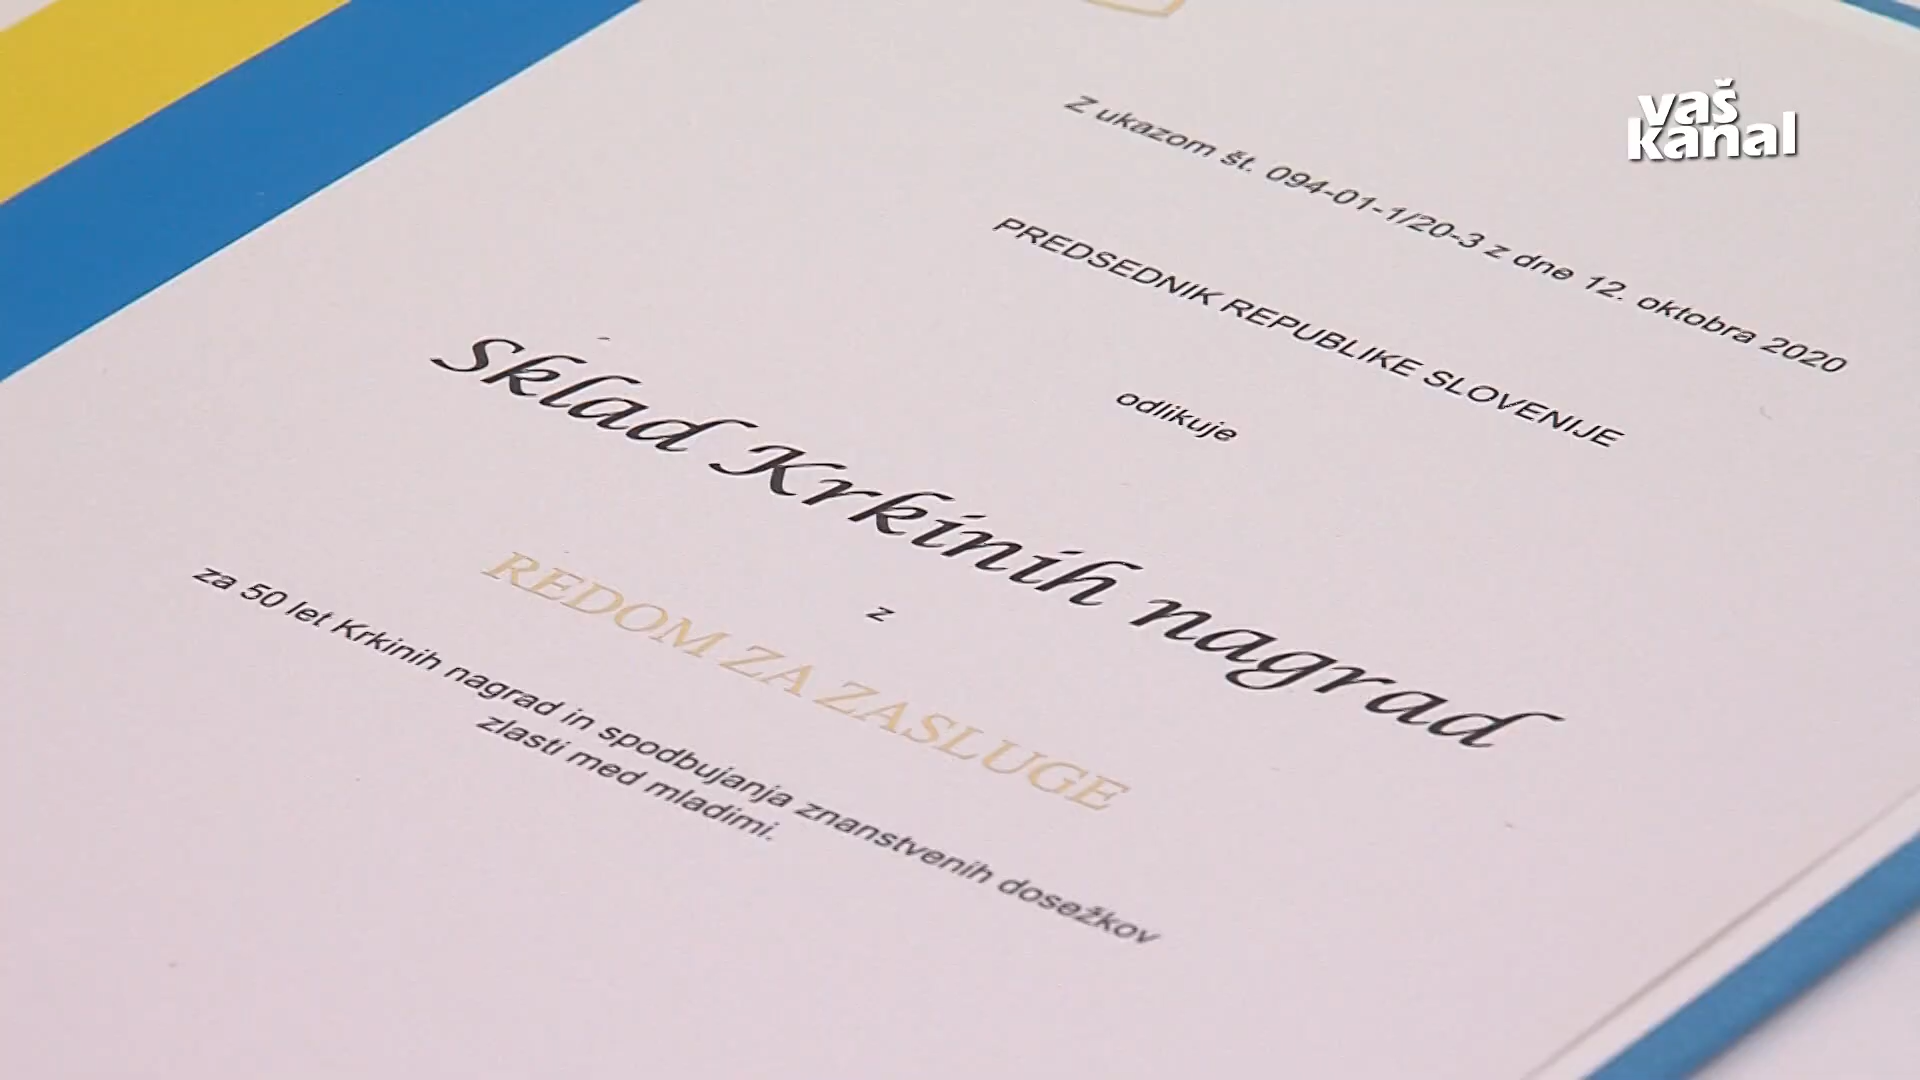 vaš
kanal
Z ukazom št. 094-01-1/20-3 z dne 12. oktobra 2020
PREDSEDNIK REPUBLIKE SLOVENIJE
odlikuje
Sklad Krkinih nagrad
z
REDOM ZA ZASLUGE
za 50 let Krkinih nagrad in spodbujanja znanstvenih dosežkov
zlasti med mladimi.